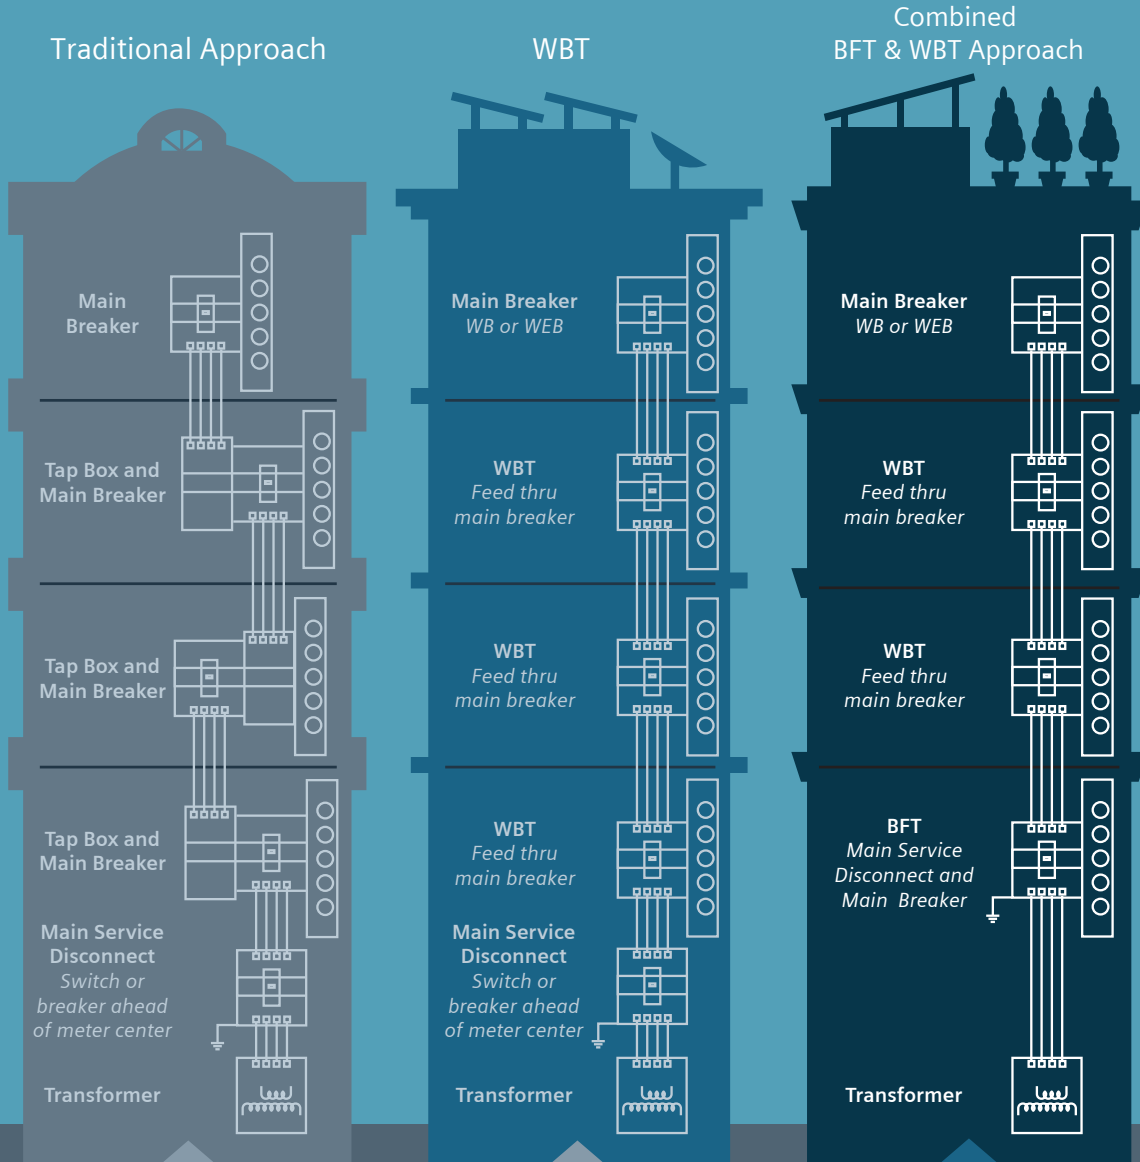 Traditional Approach
Main
Breaker
Tap Box and
Main Breaker
Tap Box and
Main Breaker
Tap Box and
Main Breaker
Main Service
Disconnect
Switch or
breaker ahead
of meter center
Transformer
WBT
Main Breaker
WB or WEB
WBT
Feed thru
main breaker
WBT
Feed thru
main breaker
WBT
Feed thru
main breaker
Main Service
Disconnect
Switch or
breaker ahead
of meter center
Transformer
Combined
BFT & WBT Approach
Main Breaker
WB or WEB
WBT
Feed thru
main breaker
WBT
Feed thru
main breaker
BFT
Main Service
Disconnect and
Main Breaker
Transformer